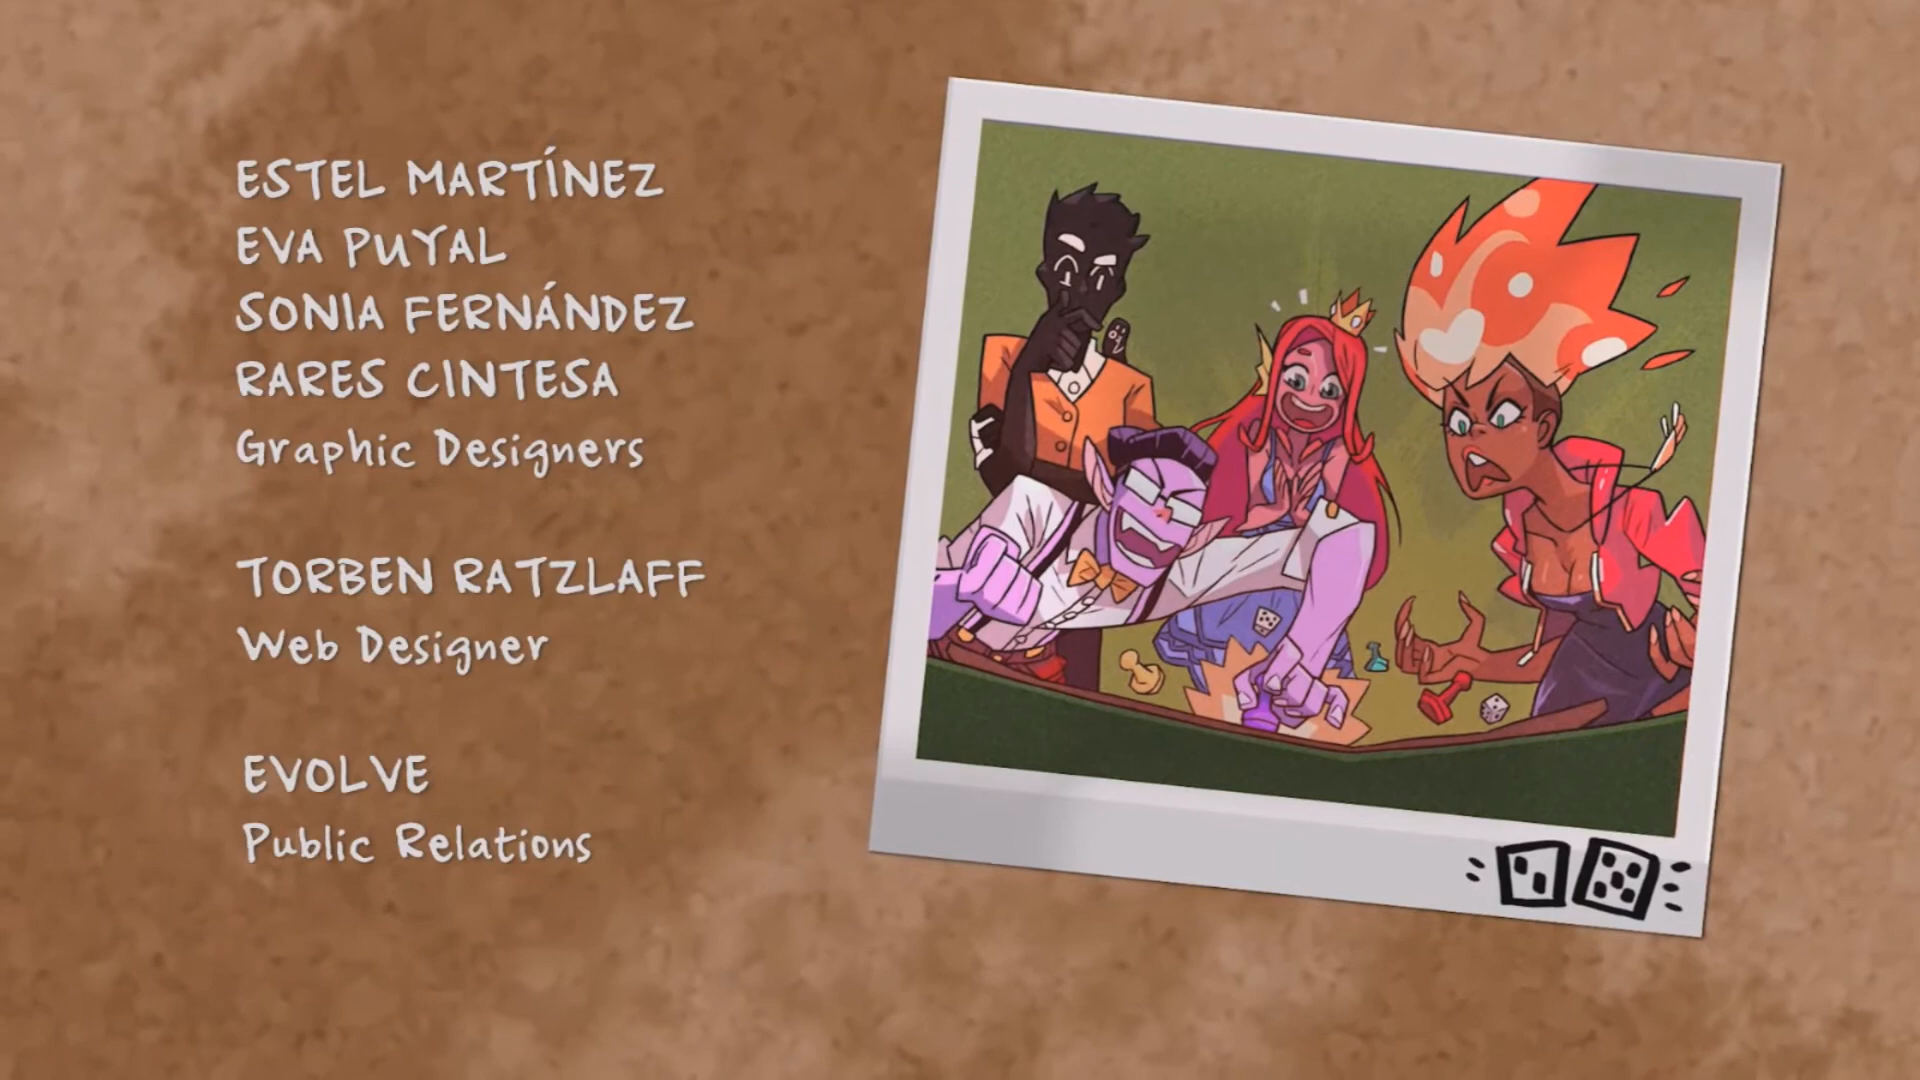 ESTEL MARTÍNEZ
EVA PUYAL
SONIA FERNÁNDEZ
RARES CINTESA
Graphic Designers
TORBEN RATZLAFF
Web Designer
EVOLVE
Public Relations